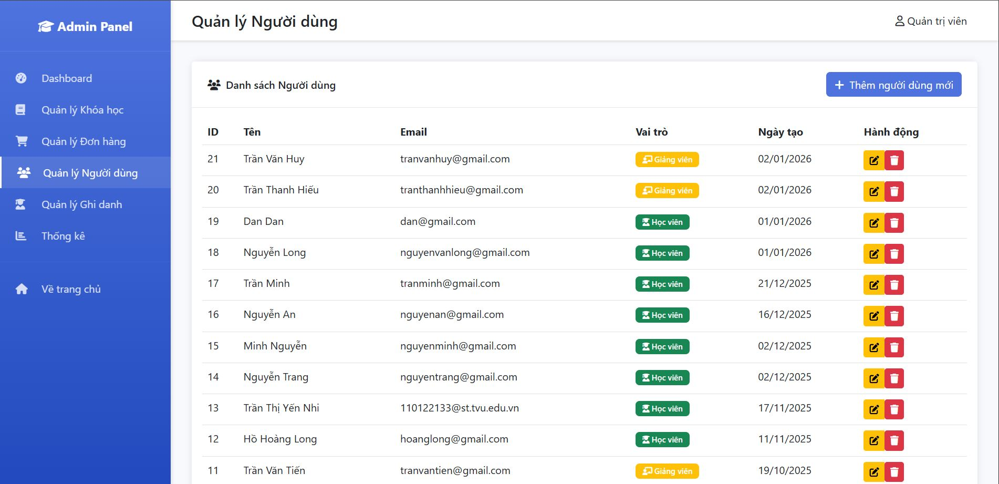 Admin Panel
Quản lý Người dùng
Quản trị viên
Dashboard
Quản lý Khóa học
Quản lý Đơn hàng
Quản lý Người dùng
Quản lý Ghi danh
Thống kê
Về trang chủ
Danh sách Người dùng
Thêm người dùng mới
ID Tên Email Vai trò Ngày tạo Hành động
21 Trần Văn Huy tranvanhuy@gmail.com Giảng viên 02/01/2026
20 Trần Thanh Hiếu tranthanhhieu@gmail.com Giảng viên 02/01/2026
19 Dan Dan dan@gmail.com Học viên 01/01/2026
18 Nguyễn Long nguyenvanlong@gmail.com Học viên 01/01/2026
17 Trần Minh tranminh@gmail.com Học viên 21/12/2025
16 Nguyễn An nguyenan@gmail.com Học viên 16/12/2025
15 Minh Nguyễn nguyenminh@gmail.com Học viên 02/12/2025
14 Nguyễn Trang nguyentrang@gmail.com Học viên 02/12/2025
13 Trần Thị Yến Nhi 110122133@st.tvu.edu.vn Học viên 17/11/2025
12 Hồ Hoàng Long hoanglong@gmail.com Học viên 11/11/2025
11 Trần Văn Tiến tranvantien@gmail.com Giảng viên 19/10/2025